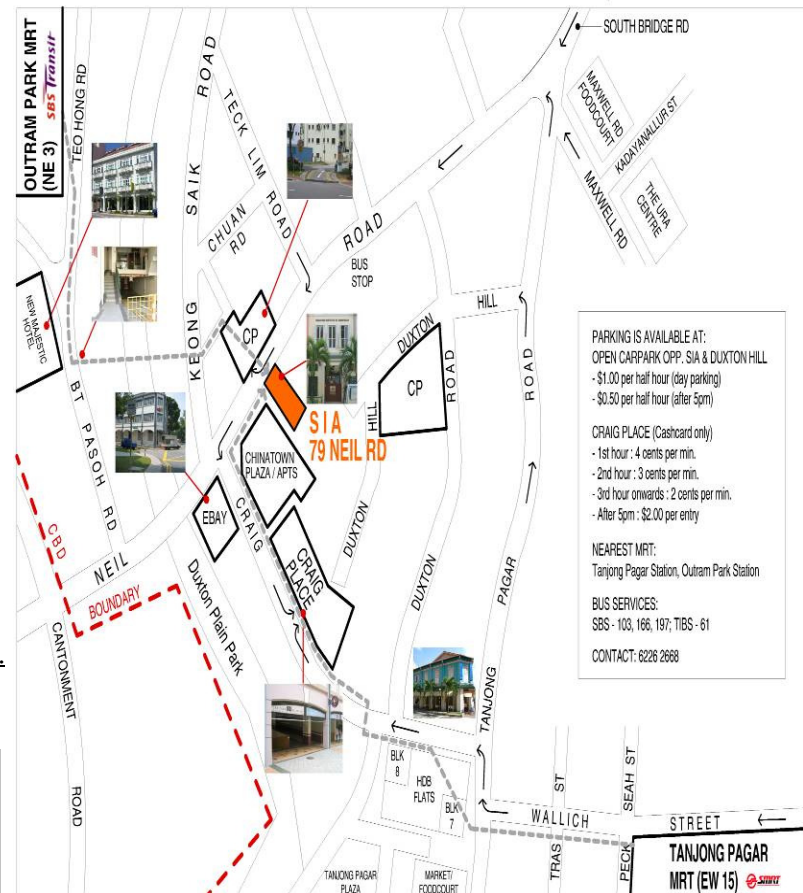 OUTRAM PARK MRT
(NE 3)
SBS Transit
TEO HONG RD
SAIK
ROAD
TECK LIM ROAD
CHUAN
RD
ROAD
BUS
STOP
SOUTH BRIDGE RD
MAXWELL RD
FOODCOURT
KADAYANALLUR ST
THE URA
CENTRE
MAXWELL RD
NEW MAJESTIC
HOTEL
BT PASOH RD
KEONG
CP
SIA
79 NEIL RD
DUXTON
HILL
HILL
CP
ROAD
ROAD
CHINATOWN
PLAZA / APTS
EBAY
CRAIG
CRAIG
PLACE
DUXTON
DUXTON
PAGAR
TANJONG
NEIL
CBD
BOUNDARY
CANTONMENT
ROAD
Duxton Plain Park
PARKING IS AVAILABLE AT:
OPEN CARPARK OPP. SIA & DUXTON HILL
- $1.00 per half hour (day parking)
- $0.50 per half hour (after 5pm)
CRAIG PLACE (Cashcard only)
- 1st hour : 4 cents per min.
- 2nd hour : 3 cents per min.
- 3rd hour onwards : 2 cents per min.
- After 5pm : $2.00 per entry
NEAREST MRT:
Tanjong Pagar Station, Outram Park Station
BUS SERVICES:
SBS - 103, 166, 197; TIBS - 61
CONTACT: 6226 2668
BLK
8
HDB
FLATS
BLK
7
TANJONG PAGAR
PLAZA
MARKET/
FOODCOURT
TRAS ST
PECK SEAH ST
WALLICH STREET
TANJONG PAGAR
MRT (EW 15)
SMRT